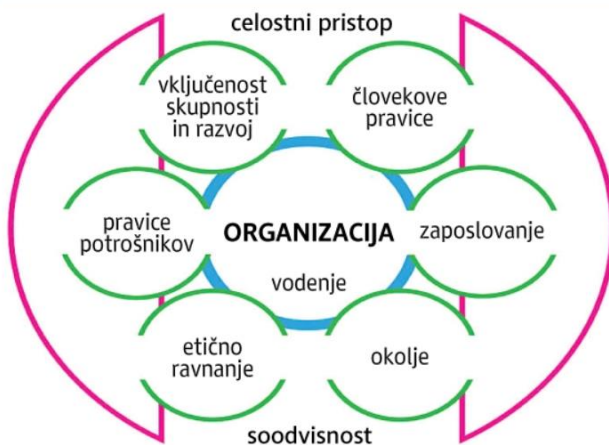 celostni pristop
vključenost
skupnosti
in razvoj
človekove
pravice
pravice
potrošnikov
ORGANIZACIJA
vodenje
zaposlovanje
etično
ravnanje
okolje
soodvisnost